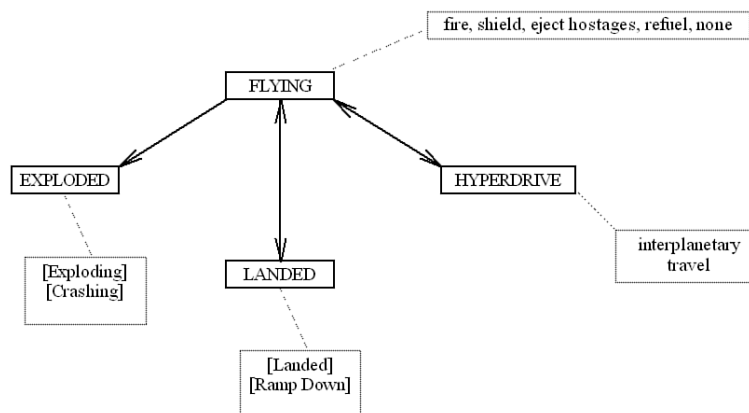 fire, shield, eject hostages, refuel, none
FLYING
EXPLODED
HYPERDRIVE
interplanetary
travel
[Exploding]
[Crashing]
LANDED
[Landed]
[Ramp Down]